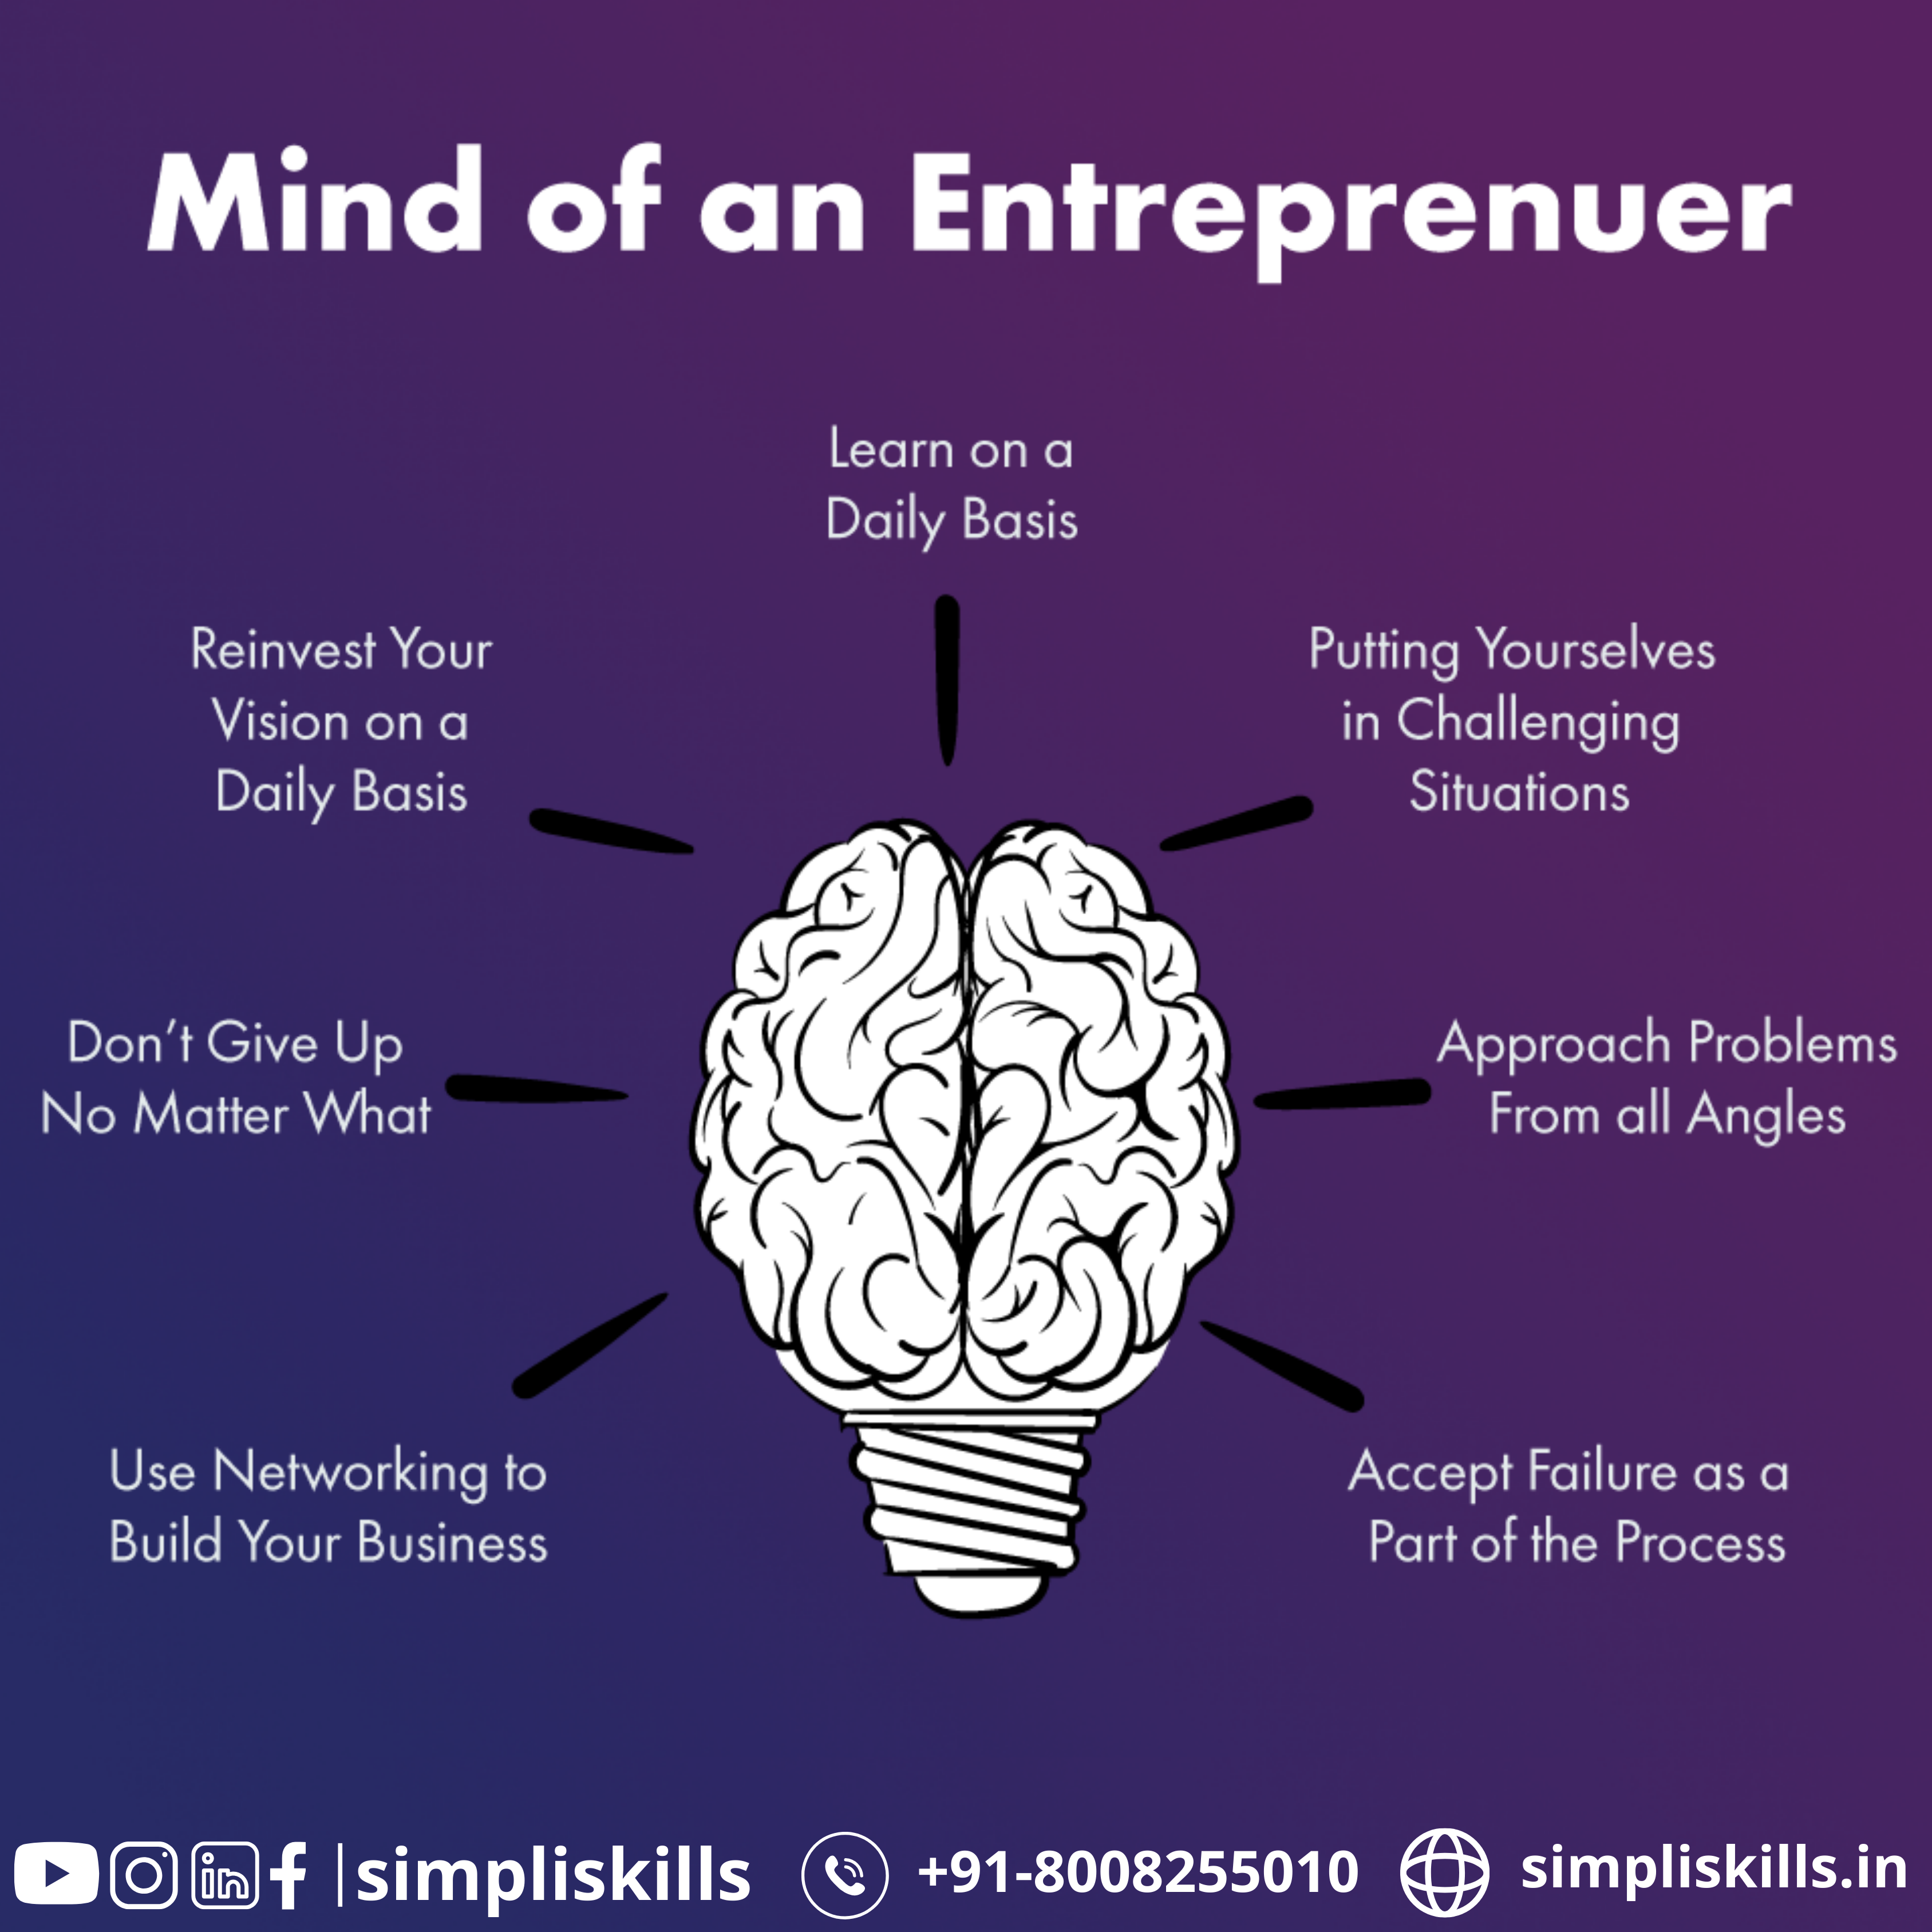 Mind of an Entreprenuer
Learn on a
Daily Basis
Reinvest Your
Vision on a
Daily Basis
Putting Yourselves
in Challenging
Situations
Don’t Give Up
No Matter What
Approach Problems
From all Angles
Use Networking to
Build Your Business
Accept Failure as a
Part of the Process
in f |simpliskills +91-8008255010 simpliskills.in